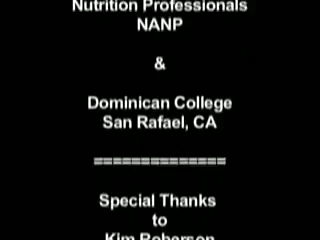 Nutrition Professionals
NANP
&
Dominican College
San Rafael, CA
==============
Special Thanks
to
Kim Roberson